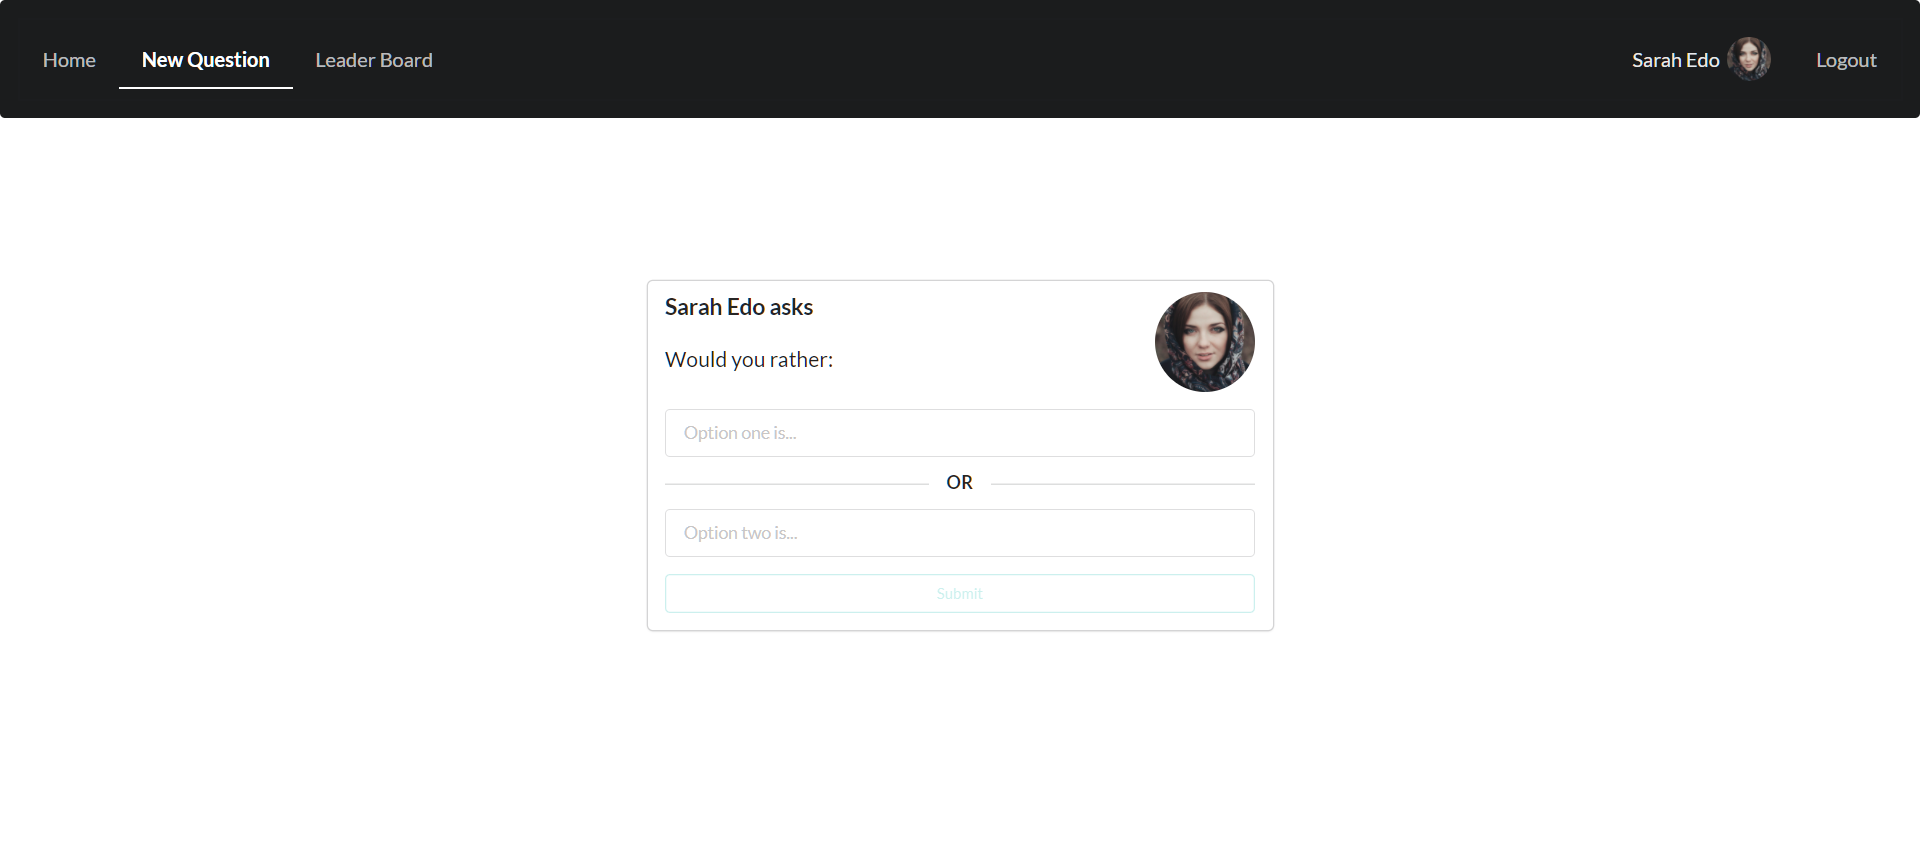 Home New Question Leader Board Sarah Edo Logout
Sarah Edo asks
Would you rather:
Option one is...
OR
Option two is...
Submit